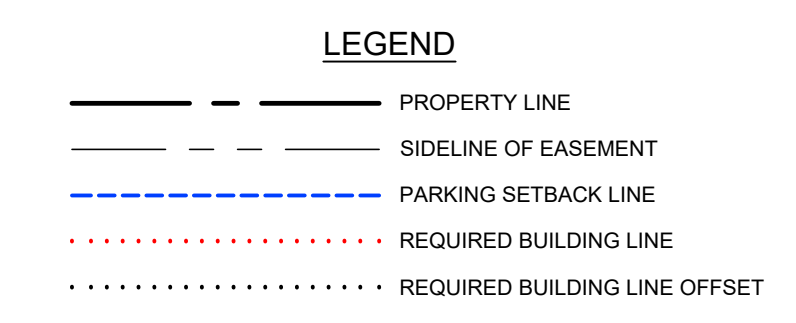 LEGEND
PROPERTY LINE
SIDELINE OF EASEMENT
PARKING SETBACK LINE
REQUIRED BUILDING LINE
REQUIRED BUILDING LINE OFFSET